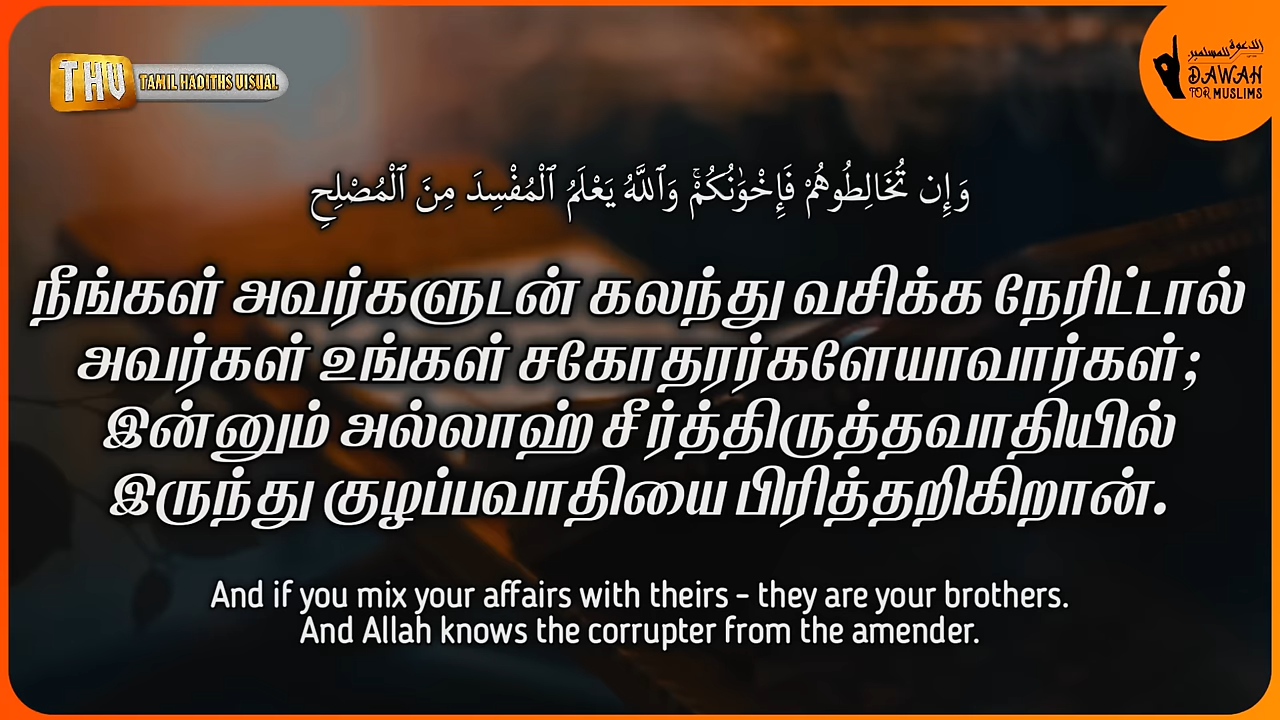 THV
TAMIL HADITHS VISUAL
الدعوة للمسلمين
DAWAH
FOR MUSLIMS
وَإِن تُخَالِطُوهُمْ فَإِخْوَٰنُكُمْۚ وَٱللَّهُ يَعْلَمُ ٱلْمُفْسِدَ مِنَ ٱلْمُصْلِحِ
நீங்கள் அவர்களுடன் கலந்து வசிக்க நேரிட்டால்
அவர்கள் உங்கள் சகோதரர்களேயாவார்கள்;
இன்னும் அல்லாஹ் சீர்த்திருத்தவாதியில்
இருந்து குழப்பவாதியை பிரித்தறிகிறான்.
And if you mix your affairs with theirs - they are your brothers.
And Allah knows the corrupter from the amender.